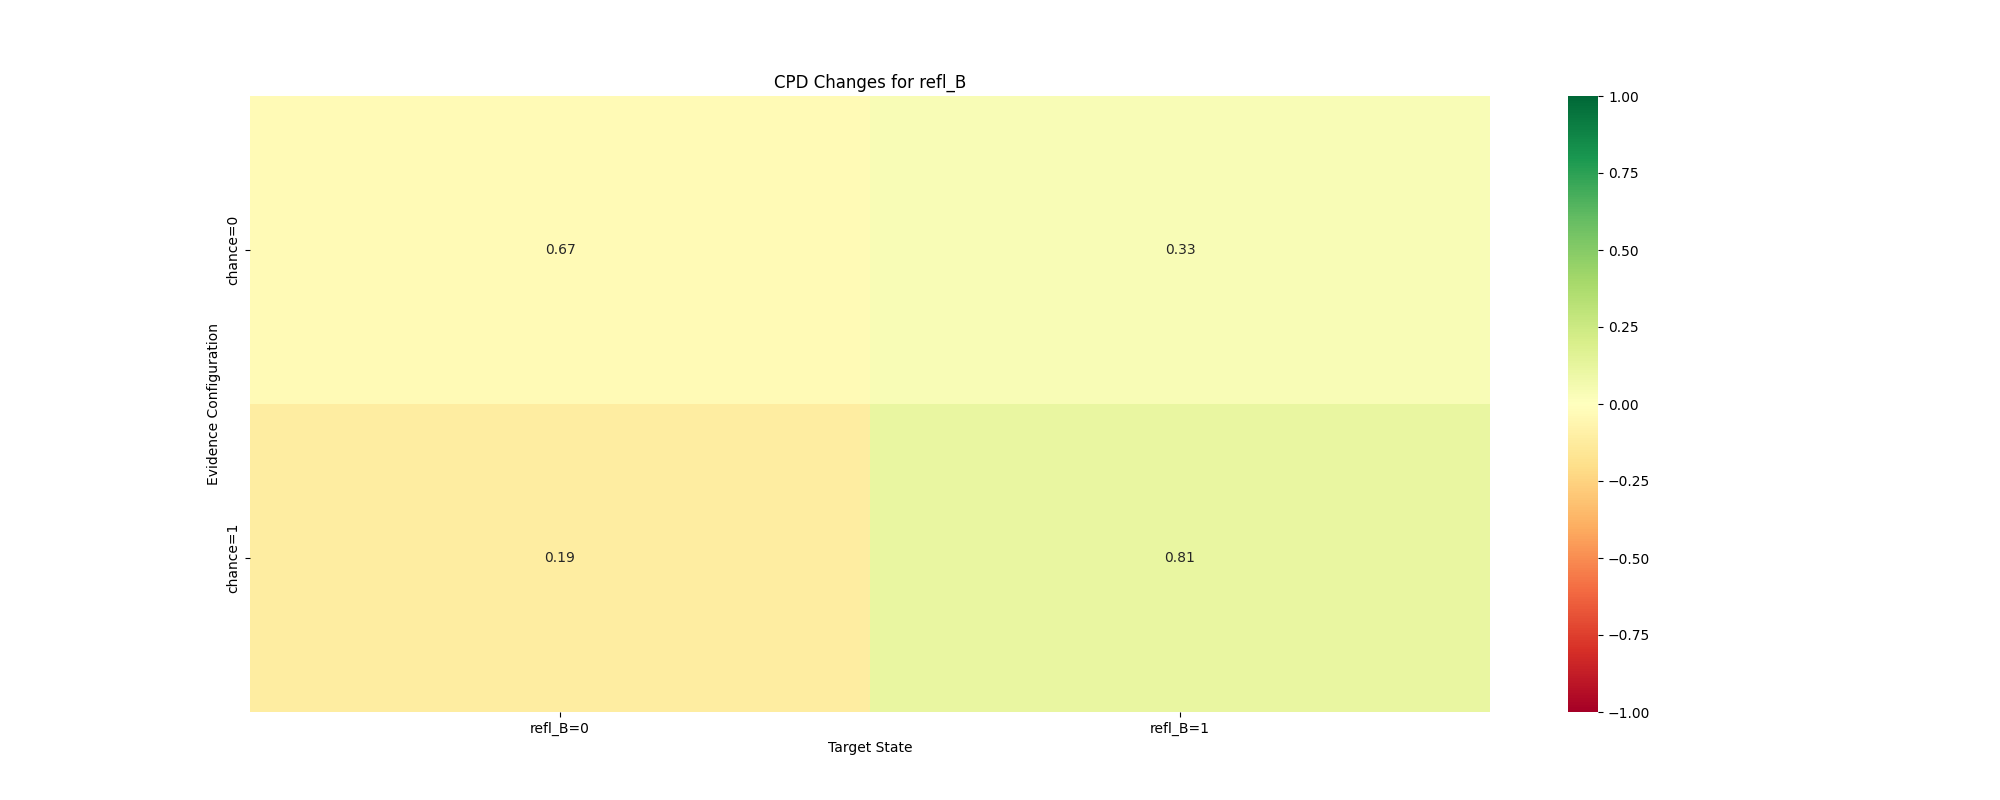 CPD Changes for refl_B
Evidence Configuration
chance=0
chance=1
0.67
0.33
0.19
0.81
refl_B=0
refl_B=1
Target State
1.00
0.75
0.50
0.25
0.00
−0.25
−0.50
−0.75
−1.00